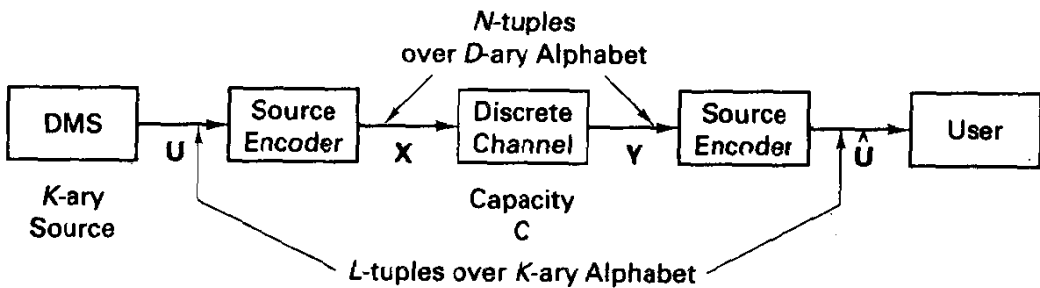 N-tuples
over D-ary Alphabet
DMS
Source
Encoder
Discrete
Channel
Source
Encoder
User
U
X
Y
Û
K-ary
Source
Capacity
C
L-tuples over K-ary Alphabet